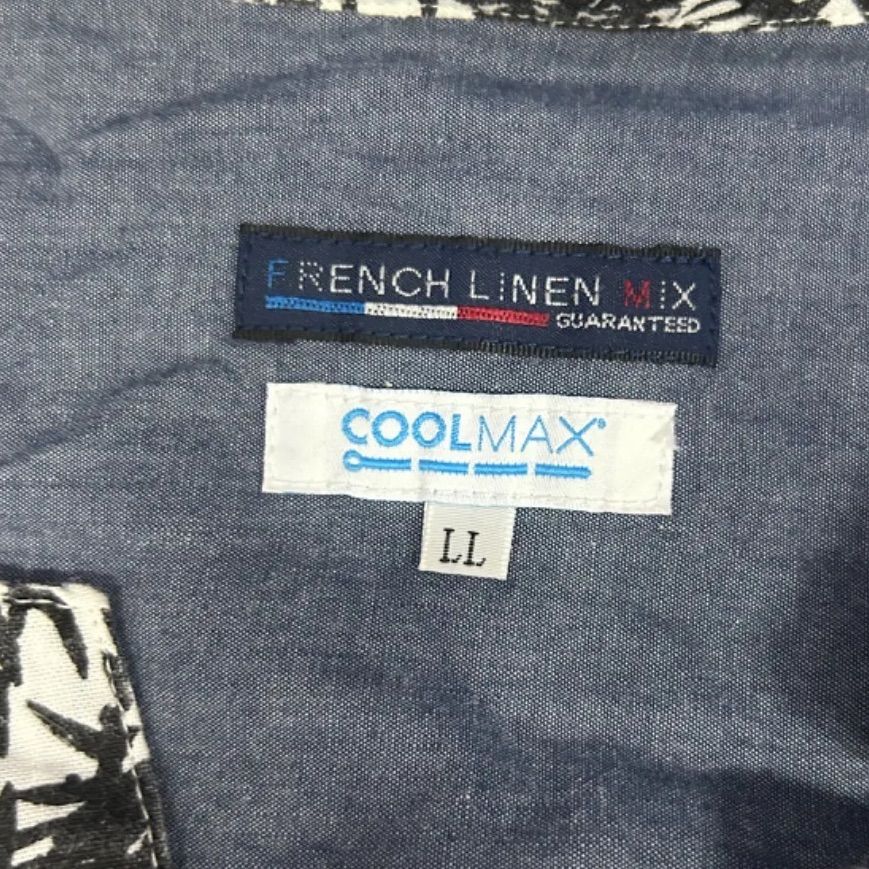 FRENCH LINEN MIX
GUARANTEED
COOLMAX®
LL